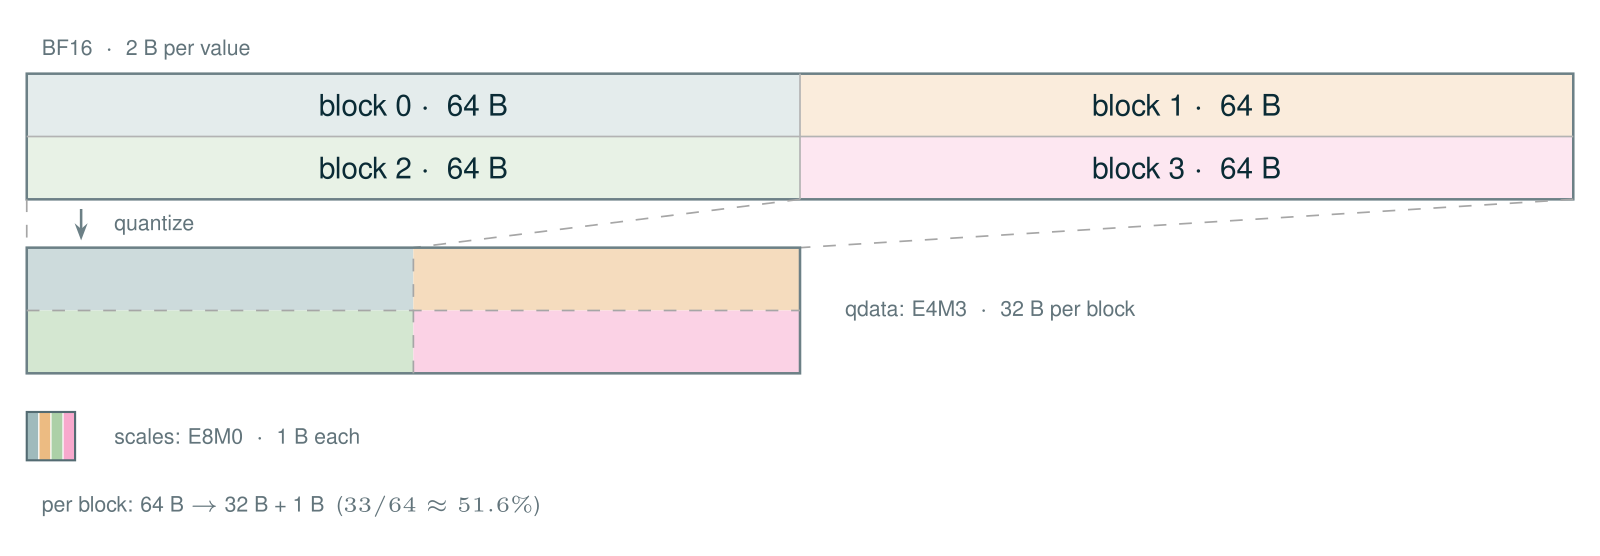 BF16 · 2 B per value
block 0 · 64 B
block 1 · 64 B
block 2 · 64 B
block 3 · 64 B
quantize
qdata: E4M3 · 32 B per block
scales: E8M0 · 1 B each
per block: 64 B → 32 B + 1 B (33/64 ≈ 51.6%)